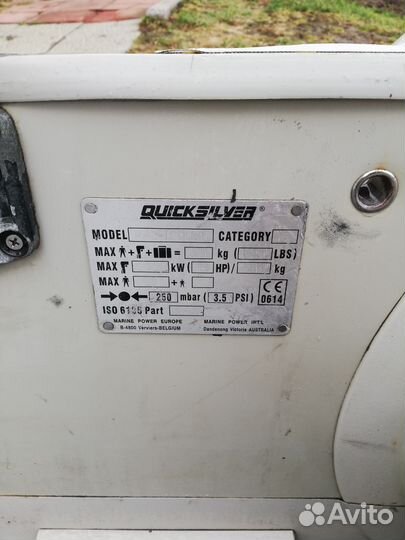 QUICKSILVER®
MODEL CATEGORY
MAX + + = kg ( LBS)
MAX kW ( HP)/ kg
MAX + CE
250 mbar ( 3.5 PSI) 0614
ISO 6185 Part
MARINE POWER EUROPE MARINE POWER INT'L
B-4800 Verviers-BELGIUM Dandenong Victoria AUSTRALIA
Avito